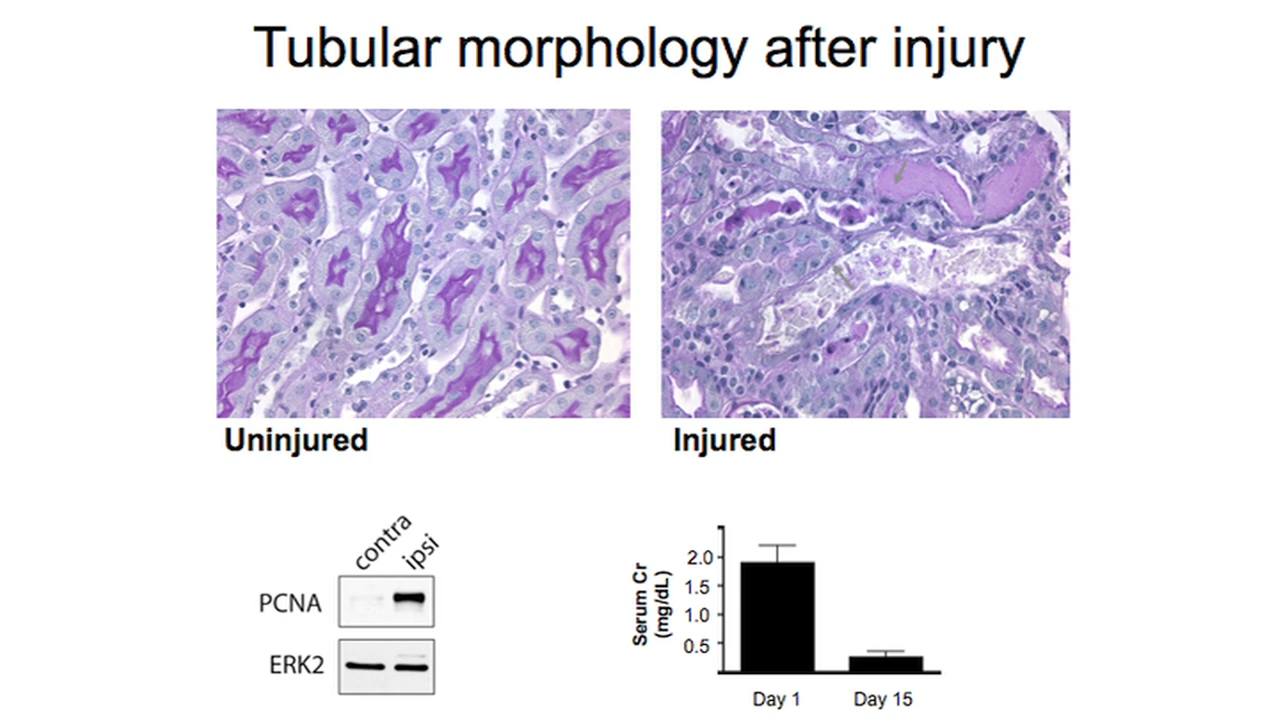 Tubular morphology after injury
Uninjured
Injured
contra
ipsi
PCNA
ERK2
Serum Cr
(mg/dL)
2.0
1.5
1.0
0.5
Day 1
Day 15